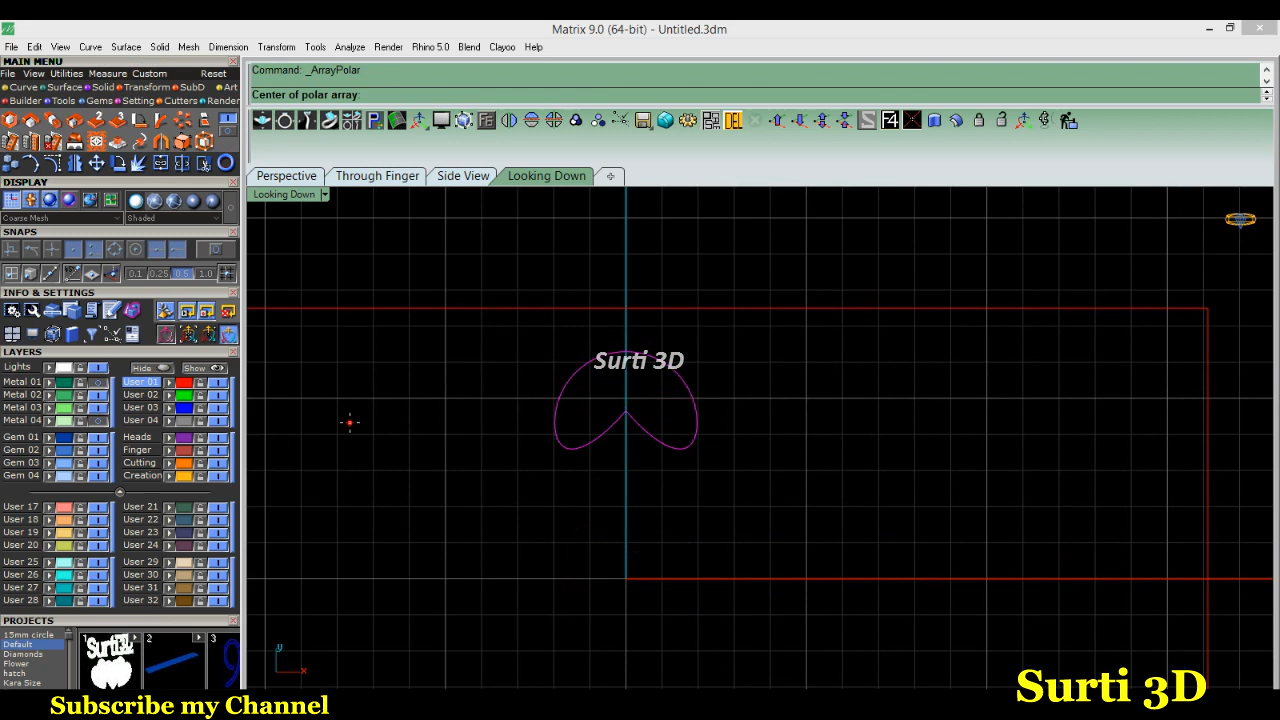 Matrix 9.0 (64-bit) - Untitled.3dm
File Edit View Curve Surface Solid Mesh Dimension Transform Tools Analyze Render Rhino 5.0 Blend Clayoo Help
MAIN MENU
File View Utilities Measure Custom Reset
Curve Surface Solid Transform SubD Art
Builder Tools Gems Setting Cutters Render
Command: _ArrayPolar
Center of polar array:
Perspective Through Finger Side View Looking Down
Looking Down
DISPLAY
Coarse Mesh Shaded
SNAPS
0.1 0.25 0.5 1.0
INFO & SETTINGS
LAYERS
Lights Hide Show
Metal 01 User 01
Metal 02 User 02
Metal 03 User 03
Metal 04 User 04
Gem 01 Heads
Gem 02 Finger
Gem 03 Cutting
Gem 04 Creation
User 17 User 21
User 18 User 22
User 19 User 23
User 20 User 24
User 25 User 29
User 26 User 30
User 27 User 31
User 28 User 32
PROJECTS
15mm circle
Default
Diamonds
Flower
hatch
Kara Size
1 2 3
Surti 3D
y
x
Surti 3D
Subscribe my Channel